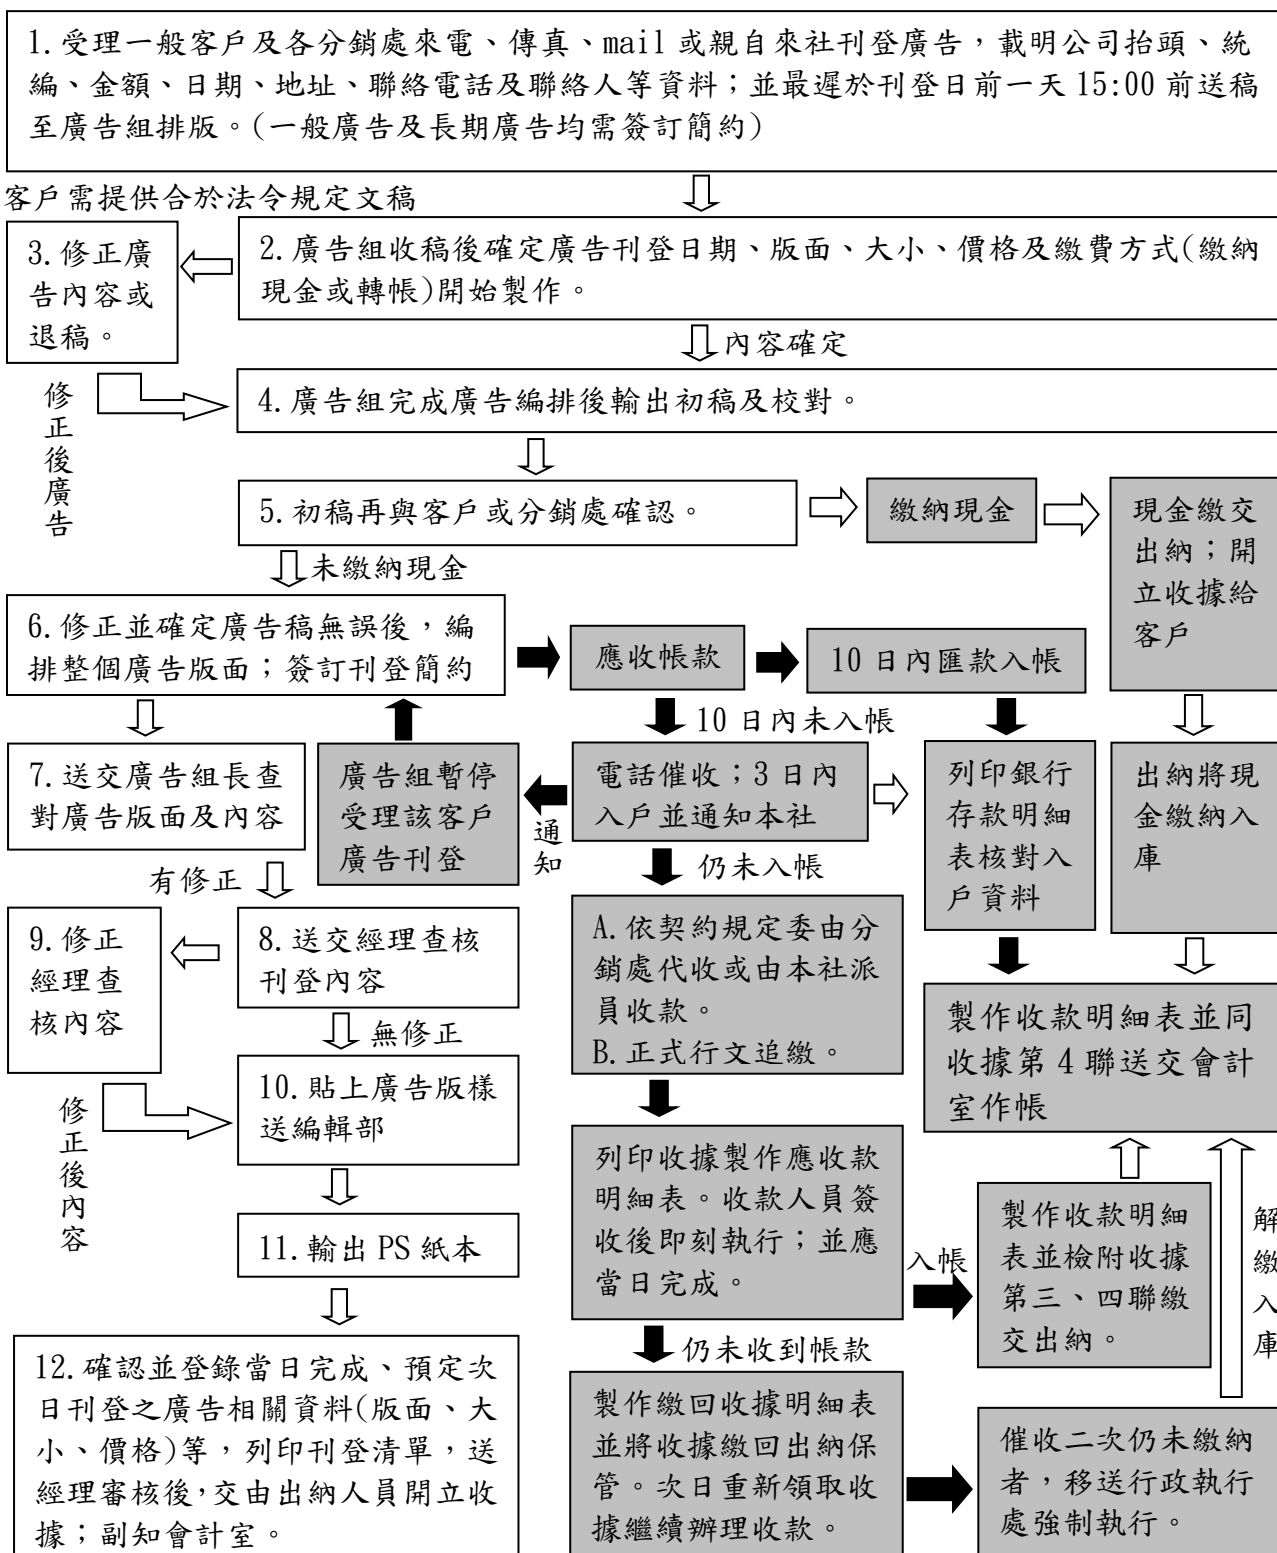 1.受理一般客戶及各分銷處來電、傳真、mail 或親自來社刊登廣告，載明公司抬頭、統
編、金額、日期、地址、聯絡電話及聯絡人等資料；並最遲於刊登日前一天 15:00 前送稿
至廣告組排版。(一般廣告及長期廣告均需簽訂簡約)
客戶需提供合於法令規定文稿
3.修正廣
告內容或
退稿。
2.廣告組收稿後確定廣告刊登日期、版面、大小、價格及繳費方式(繳納
現金或轉帳)開始製作。
內容確定
修正後廣告
4.廣告組完成廣告編排後輸出初稿及校對。
5.初稿再與客戶或分銷處確認。
繳納現金
現金繳交
出納；開
立收據給
客戶
未繳納現金
6.修正並確定廣告稿無誤後，編
排整個廣告版面；簽訂刊登簡約
應收帳款
10 日內匯款入帳
10 日內未入帳
7.送交廣告組長查
對廣告版面及內容
廣告組暫停
受理該客戶
廣告刊登
通知
電話催收；3 日內
入戶並通知本社
列印銀行
存款明細
表核對入
戶資料
出納將現
金繳納入
庫
有修正
仍未入帳
9.修正
經理查
核內容
8.送交經理查核
刊登內容
A.依契約規定委由分
銷處代收或由本社派
員收款。
B.正式行文追繳。
製作收款明細表並同
收據第 4 聯送交會計
室作帳
無修正
修正後內容
10.貼上廣告版樣
送編輯部
列印收據製作應收款
明細表。收款人員簽
收後即刻執行；並應
當日完成。
入帳
製作收款明細
表並檢附收據
第三、四聯繳
交出納。
解繳入庫
11.輸出 PS 紙本
仍未收到帳款
12.確認並登錄當日完成、預定次
日刊登之廣告相關資料(版面、大
小、價格)等，列印刊登清單，送
經理審核後，交由出納人員開立收
據；副知會計室。
製作繳回收據明細表
並將收據繳回出納保
管。次日重新領取收
據繼續辦理收款。
催收二次仍未繳納
者，移送行政執行
處強制執行。